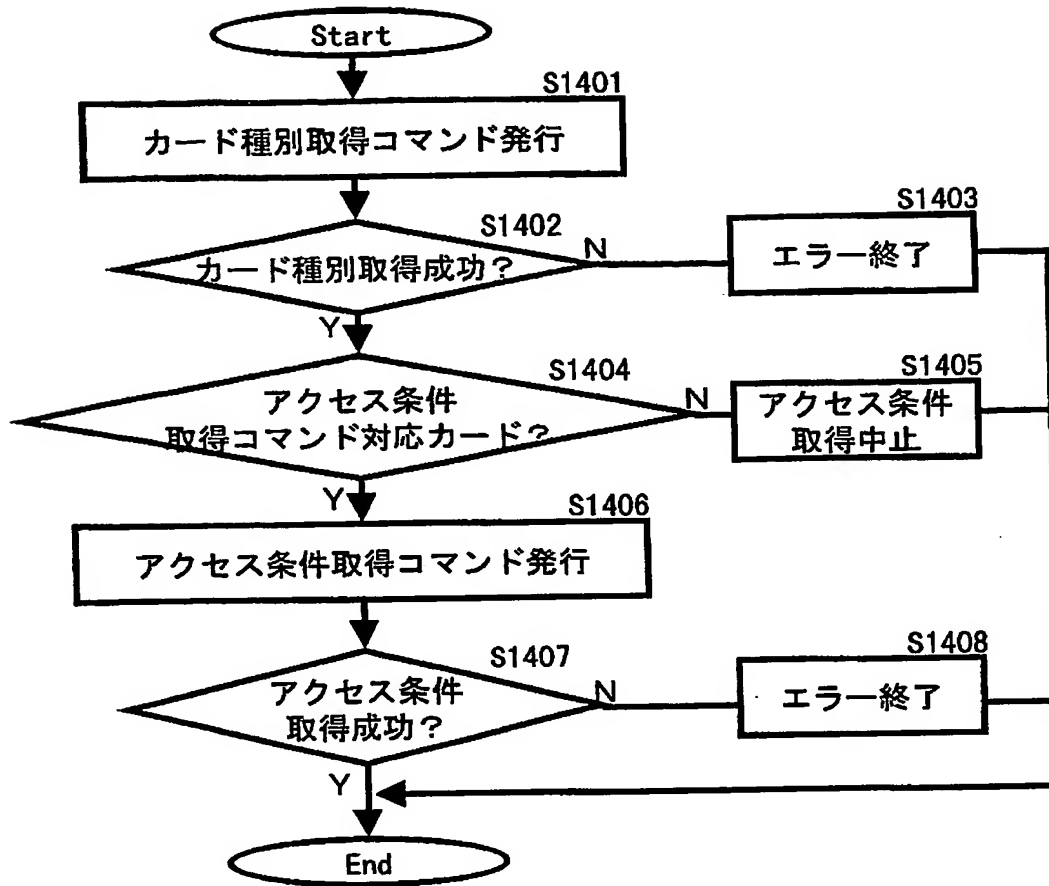 Start
S1401
カード種別取得コマンド発行
S1402
カード種別取得成功？
N
S1403
エラー終了
Y
S1404
アクセス条件
取得コマンド対応カード？
N
S1405
アクセス条件
取得中止
Y
S1406
アクセス条件取得コマンド発行
S1407
アクセス条件
取得成功？
N
S1408
エラー終了
Y
End